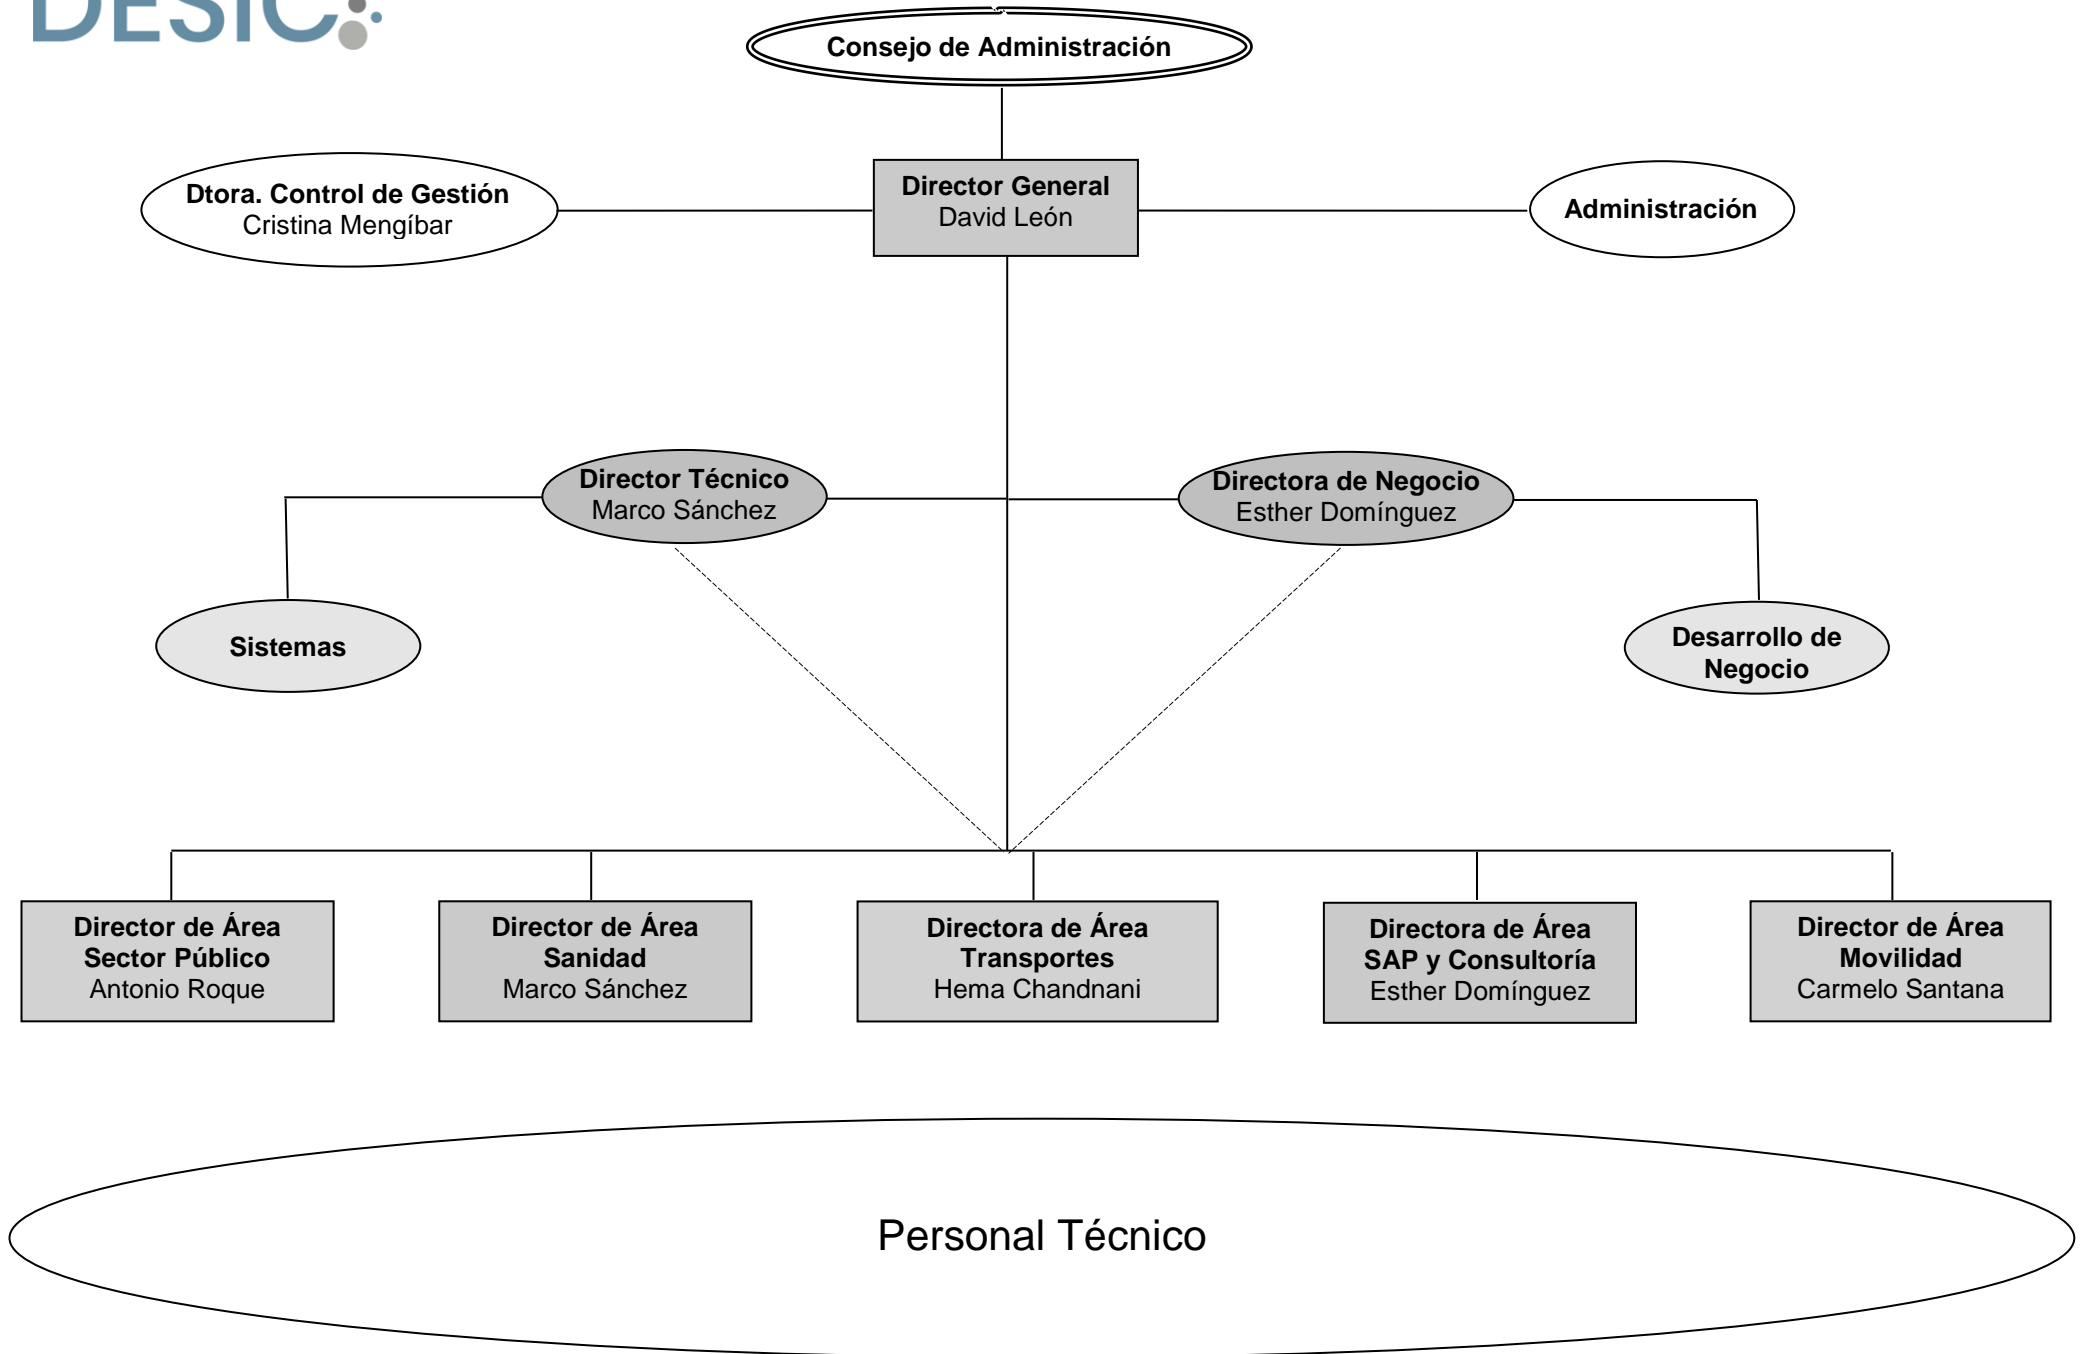 DESIC
Consejo de Administración
Dtora. Control de Gestión
Cristina Mengíbar
Director General
David León
Administración
Director Técnico
Marco Sánchez
Directora de Negocio
Esther Domínguez
Sistemas
Desarrollo de
Negocio
Director de Área
Sector Público
Antonio Roque
Director de Área
Sanidad
Marco Sánchez
Directora de Área
Transportes
Hema Chandnani
Directora de Área
SAP y Consultoría
Esther Domínguez
Director de Área
Movilidad
Carmelo Santana
Personal Técnico